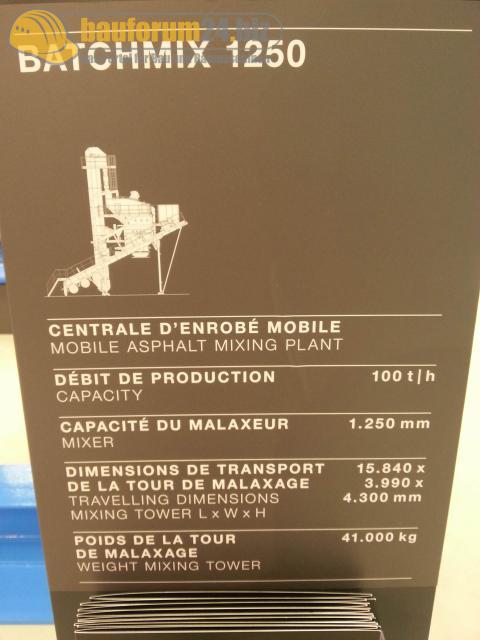 bauforum24.biz
BATCHMIX 1250
CENTRALE D'ENROBÉ MOBILE
MOBILE ASPHALT MIXING PLANT
DÉBIT DE PRODUCTION 100 t|h
CAPACITY
CAPACITÉ DU MALAXEUR 1.250 mm
MIXER
DIMENSIONS DE TRANSPORT 15.840 x
DE LA TOUR DE MALAXAGE 3.990 x
TRAVELLING DIMENSIONS 4.300 mm
MIXING TOWER L x W x H
POIDS DE LA TOUR 41.000 kg
DE MALAXAGE
WEIGHT MIXING TOWER